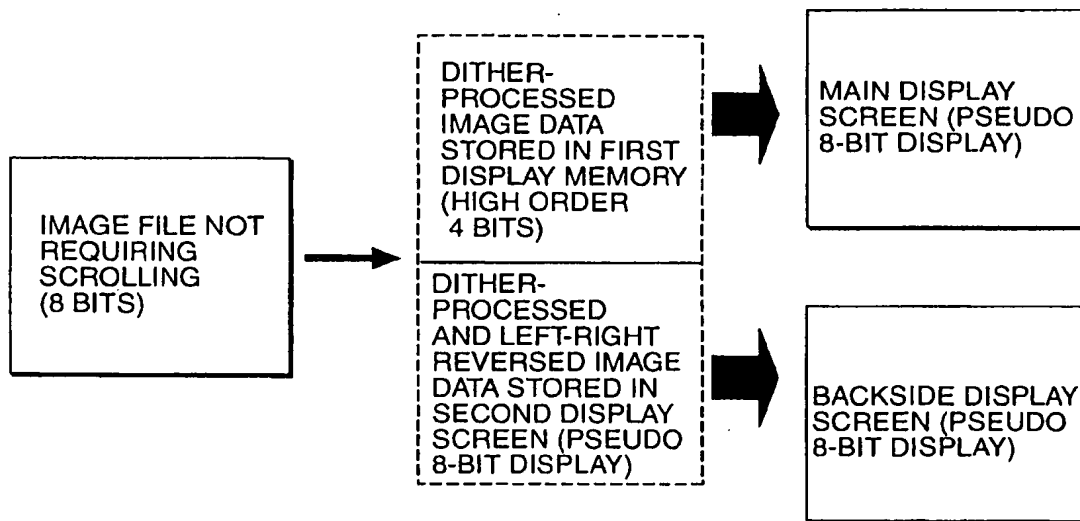 IMAGE FILE NOT
REQUIRING
SCROLLING
(8 BITS)
DITHER-
PROCESSED
IMAGE DATA
STORED IN FIRST
DISPLAY MEMORY
(HIGH ORDER
4 BITS)
DITHER-
PROCESSED
AND LEFT-RIGHT
REVERSED IMAGE
DATA STORED IN
SECOND DISPLAY
SCREEN (PSEUDO
8-BIT DISPLAY)
MAIN DISPLAY
SCREEN (PSEUDO
8-BIT DISPLAY)
BACKSIDE DISPLAY
SCREEN (PSEUDO
8-BIT DISPLAY)